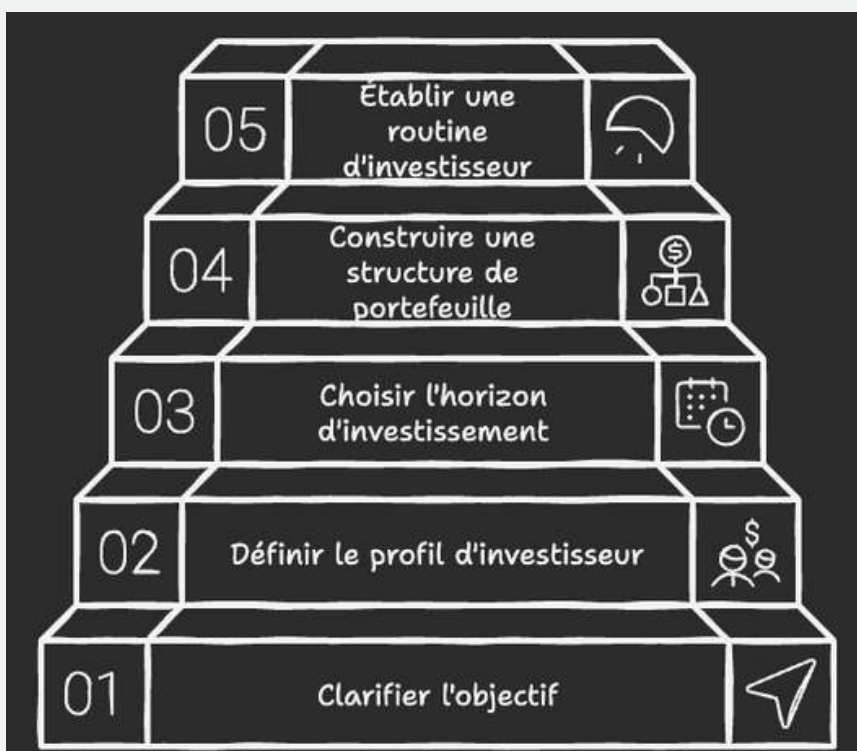 05
Établir une
routine
d'investisseur
04
Construire une
structure de
portefeuille
03
Choisir l'horizon
d'investissement
02
Définir le profil d'investisseur
$
01
Clarifier l'objectif
$